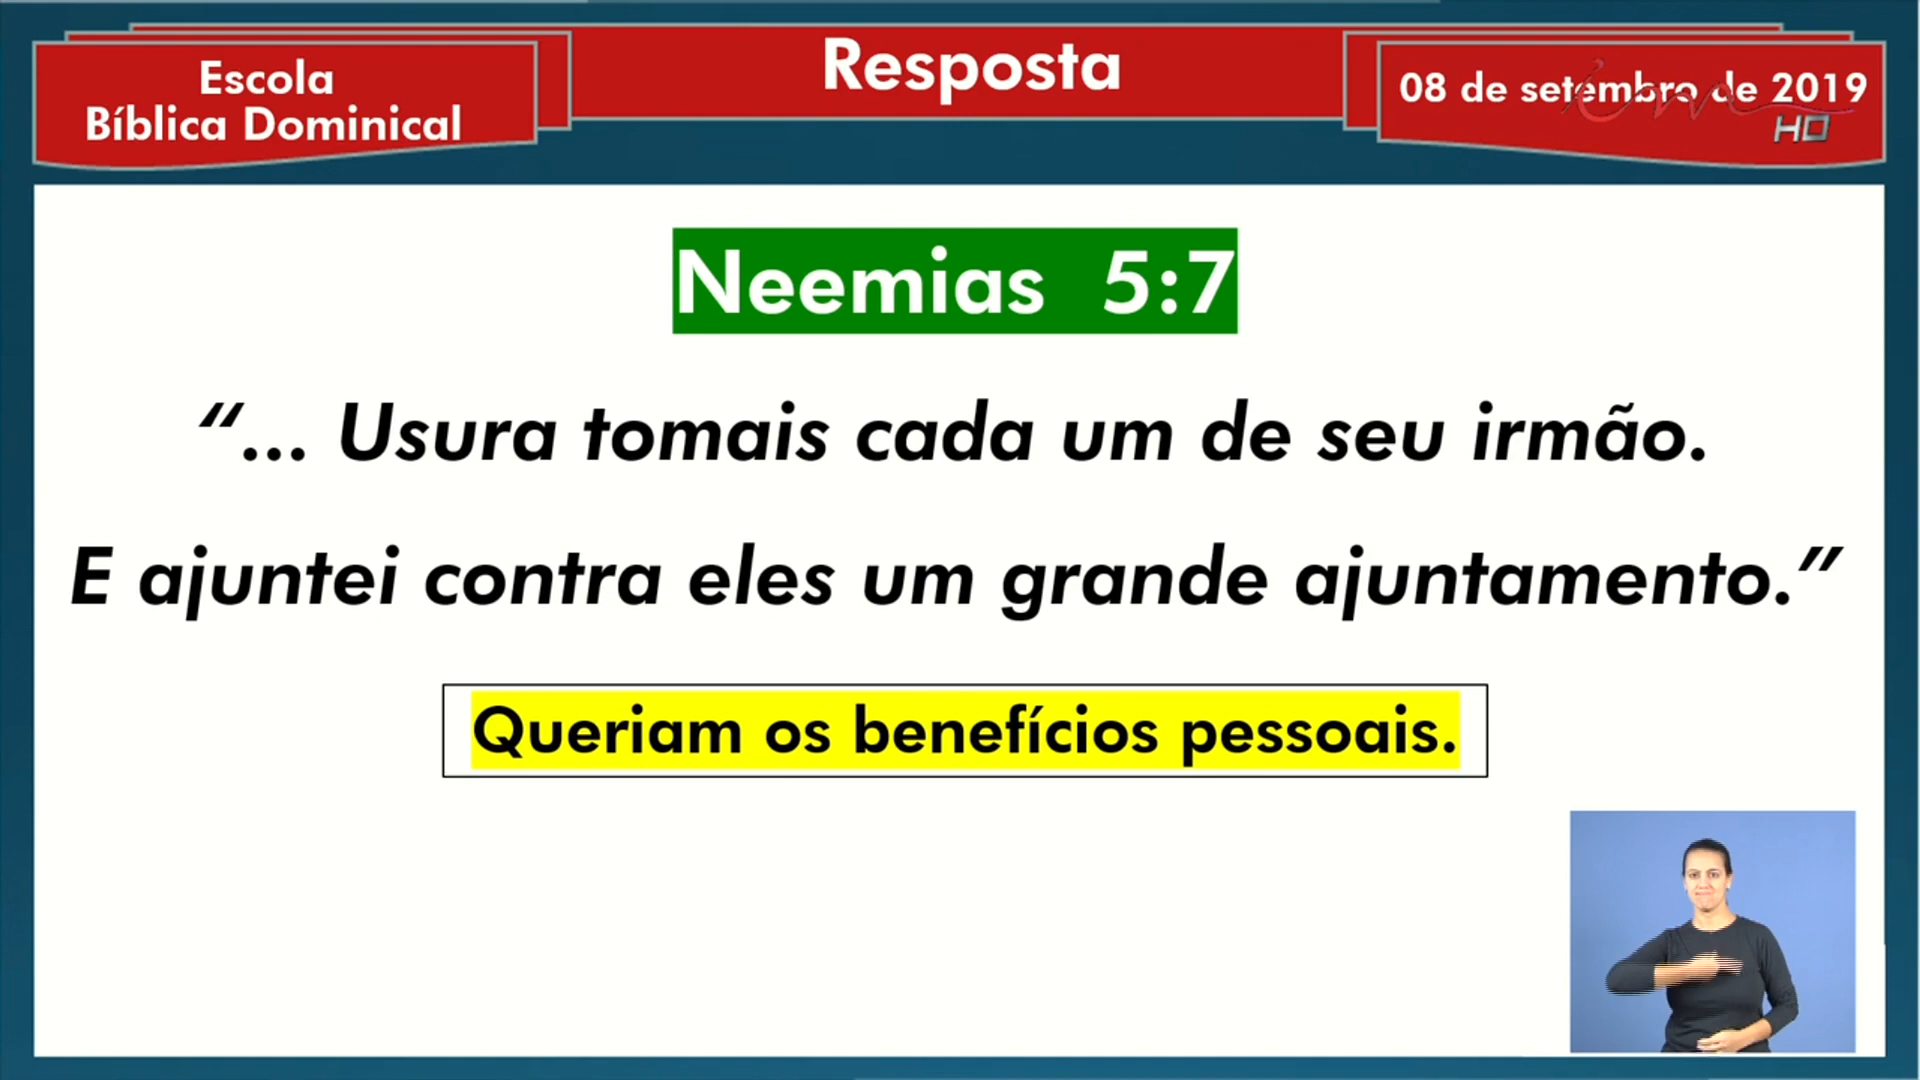 Escola
Bíblica Dominical
Resposta
08 de setembro de 2019
im
HD
Neemias 5:7
“... Usura tomais cada um de seu irmão.
E ajuntei contra eles um grande ajuntamento.”
Queriam os benefícios pessoais.